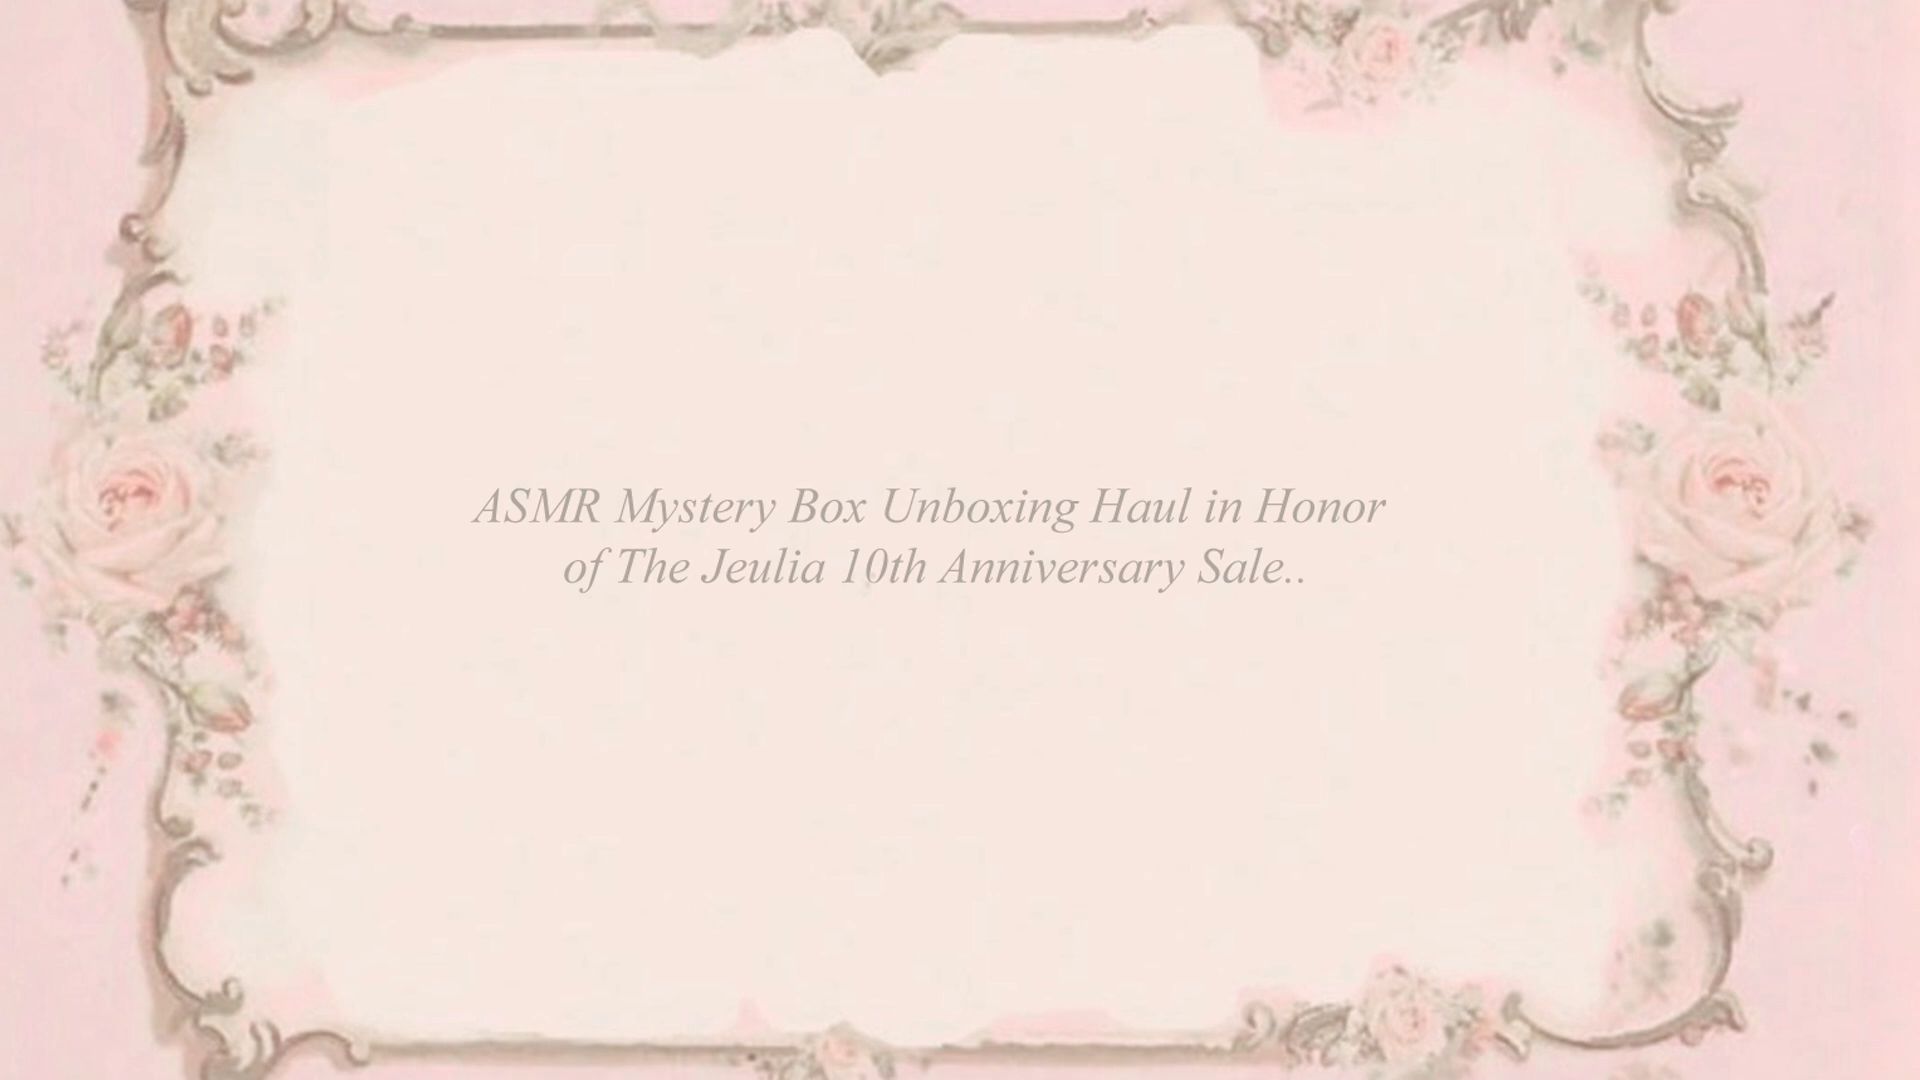 ASMR Mystery Box Unboxing Haul in Honor
of The Jeulia 10th Anniversary Sale..